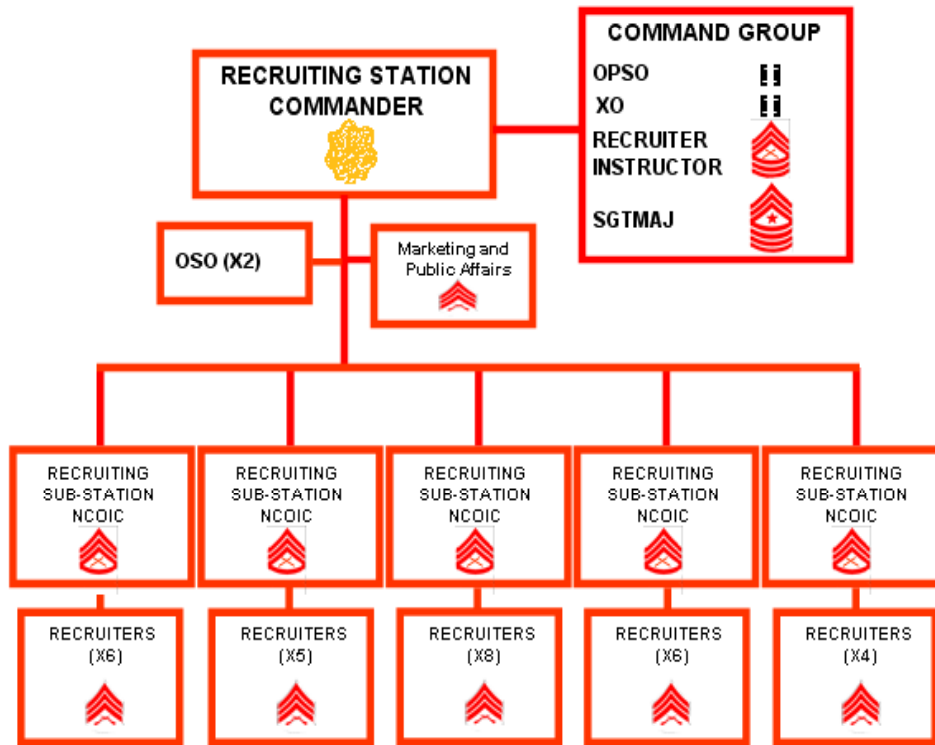 RECRUITING STATION
COMMANDER
COMMAND GROUP
OPSO
XO
RECRUITER
INSTRUCTOR
SGTMAJ
OSO (X2)
Marketing and
Public Affairs
RECRUITING
SUB-STATION
NCOIC
RECRUITING
SUB-STATION
NCOIC
RECRUITING
SUB-STATION
NCOIC
RECRUITING
SUB-STATION
NCOIC
RECRUITING
SUB-STATION
NCOIC
RECRUITERS
(X6)
RECRUITERS
(X5)
RECRUITERS
(X8)
RECRUITERS
(X6)
RECRUITERS
(X4)